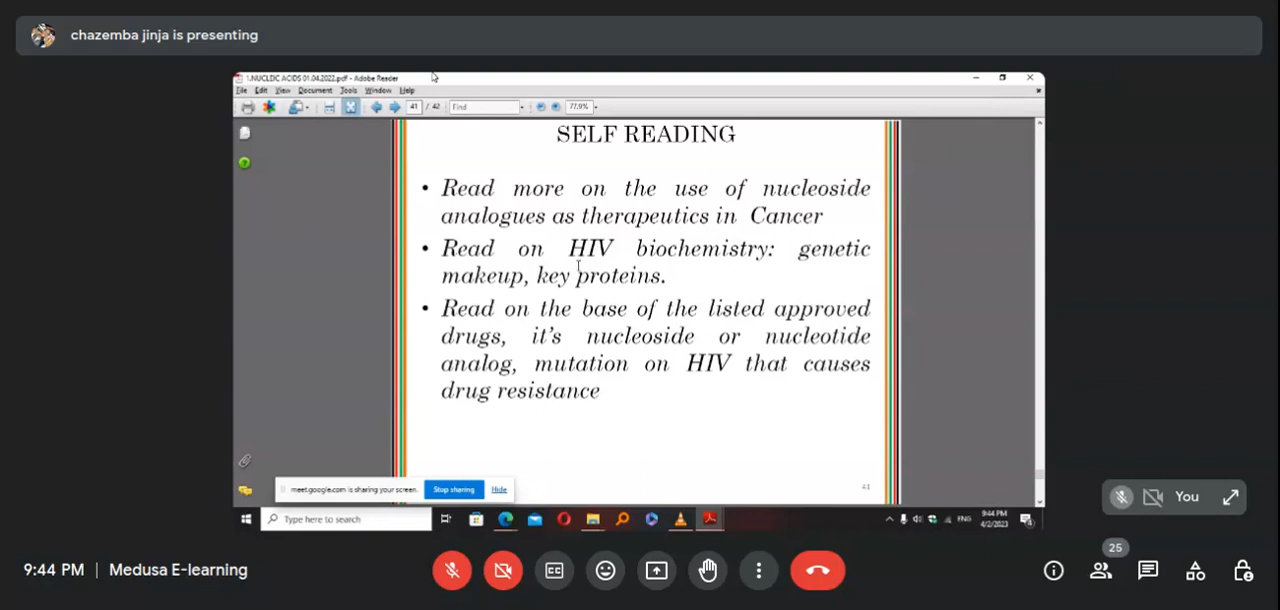 chazemba jinja is presenting
1.NUCLEIC ACIDS 01.04.2022.pdf - Adobe Reader
File Edit View Document Tools Window Help
41 / 42 Find 77.9%
SELF READING
• Read more on the use of nucleoside
analogues as therapeutics in Cancer
• Read on HIV biochemistry: genetic
makeup, key proteins.
• Read on the base of the listed approved
drugs, it's nucleoside or nucleotide
analog, mutation on HIV that causes
drug resistance
41
meet.google.com is sharing your screen. Stop sharing Hide
Type here to search
ENG 9:44 PM
4/2/2023
You
25
9:44 PM | Medusa E-learning